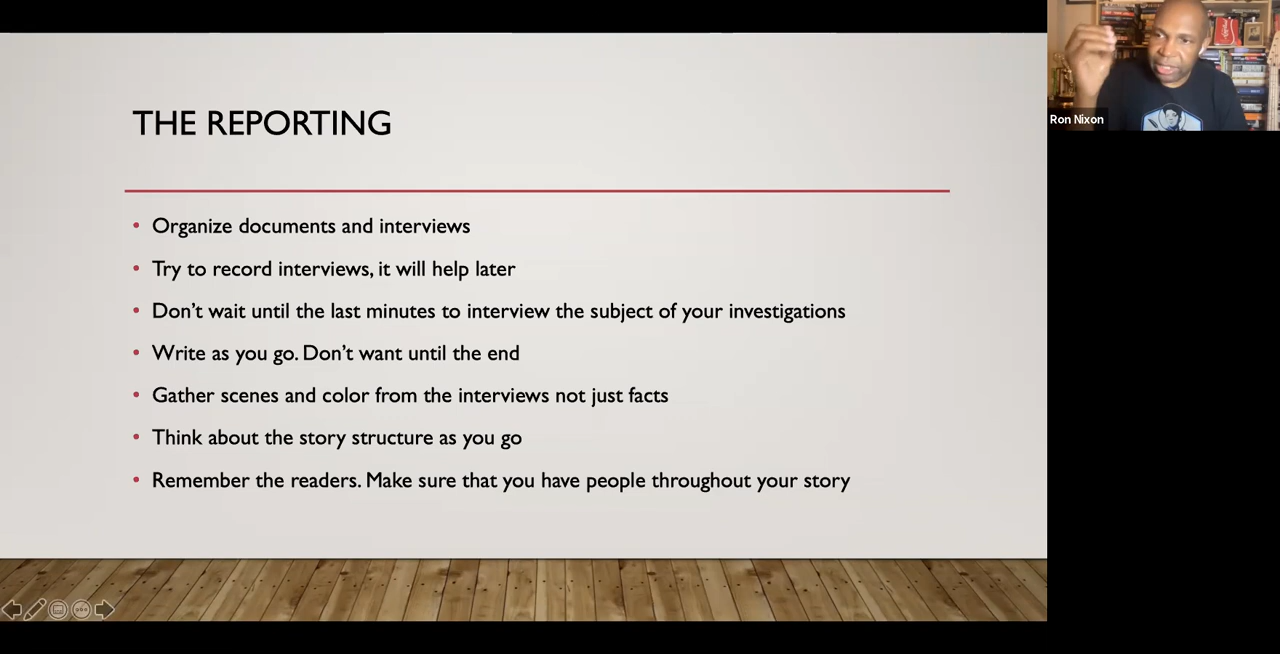 THE REPORTING
• Organize documents and interviews
• Try to record interviews, it will help later
• Don’t wait until the last minutes to interview the subject of your investigations
• Write as you go. Don’t want until the end
• Gather scenes and color from the interviews not just facts
• Think about the story structure as you go
• Remember the readers. Make sure that you have people throughout your story
Ron Nixon